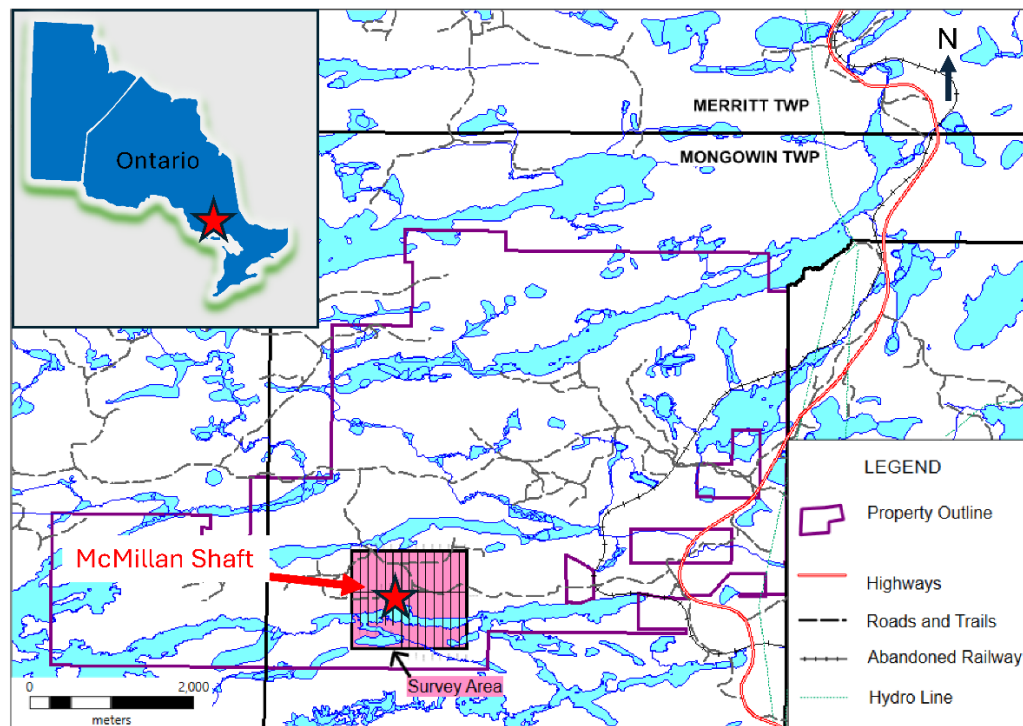 N
MERRITT TWP
MONGOWIN TWP
Ontario
LEGEND
Property Outline
McMillan Shaft
Highways
Roads and Trails
Abandoned Railway
Survey Area
Hydro Line
0 2,000
meters